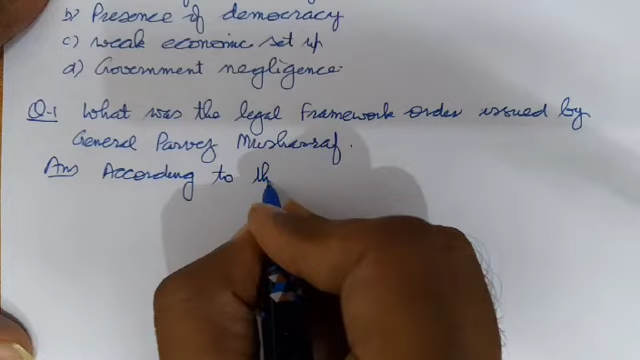 b) Presence of democracy
c) weak economic set up
d) Government negligence.
Q-1 What was the legal framework order issued by
General Parvez Musharraf.
Ans According to th